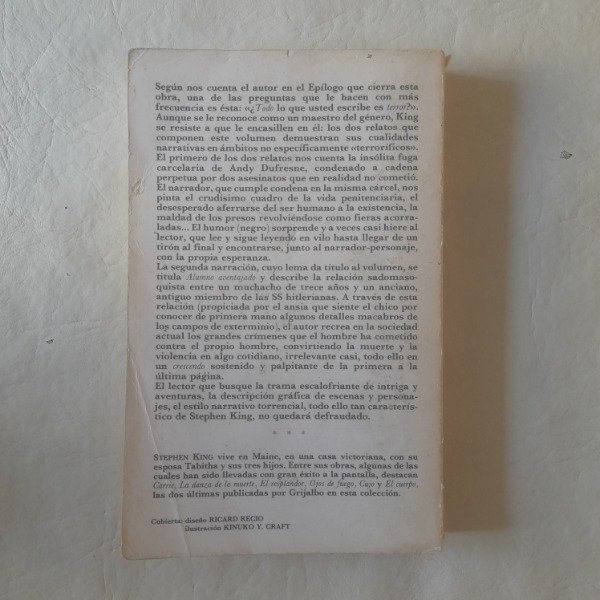 Según nos cuenta el autor en el Epílogo que cierra esta
obra, una de las preguntas que le hacen con más
frecuencia es ésta: «¿Todo lo que usted escribe es terror?».
Aunque se le reconoce como un maestro del género, King
se resiste a que le encasillen en él: los dos relatos que
componen este volumen demuestran sus cualidades
narrativas en ámbitos no específicamente «terroríficos».
El primero de los dos relatos nos cuenta la insólita fuga
carcelaria de Andy Dufresne, condenado a cadena
perpetua por dos asesinatos que en realidad no cometió.
El narrador, que cumple condena en la misma cárcel, nos
pinta el crudísimo cuadro de la vida penitenciaria, el
desesperado aferrarse del ser humano a la existencia, la
maldad de los presos revolviéndose como fieras acorra-
ladas... El humor (negro) sorprende y a veces casi hiere al
lector, que lee y sigue leyendo en vilo hasta llegar de un
tirón al final y encontrarse, junto al narrador-personaje,
con la propia esperanza.
La segunda narración, cuyo lema da título al volumen, se
titula Alumno aventajado y describe la relación sadomaso-
quista entre un muchacho de trece años y un anciano,
antiguo miembro de las SS hitlerianas. A través de esta
relación (propiciada por el ansia que siente el chico por
conocer de primera mano algunos detalles macabros de
los campos de exterminio), el autor recrea en la sociedad
actual los grandes crímenes que el hombre ha cometido
contra el propio hombre, convirtiendo la muerte y la
violencia en algo cotidiano, irrelevante casi, todo ello en
un crescendo sostenido y palpitante de la primera a la
última página.
El lector que busque la trama escalofriante de intriga y
aventuras, la descripción gráfica de escenas y persona-
jes, el estilo narrativo torrencial, todo ello tan caracterís-
tico de Stephen King, no quedará defraudado.
* * *
STEPHEN KING vive en Maine, en una casa victoriana, con su
esposa Tabitha y sus tres hijos. Entre sus obras, algunas de las
cuales han sido llevadas con gran éxito a la pantalla, destacan
Carrie, La danza de la muerte, El resplandor, Ojos de fuego, Cujo y El cuerpo,
las dos últimas publicadas por Grijalbo en esta colección.
Cubierta: diseño RICARD RECIO
ilustración KINUKO Y. CRAFT